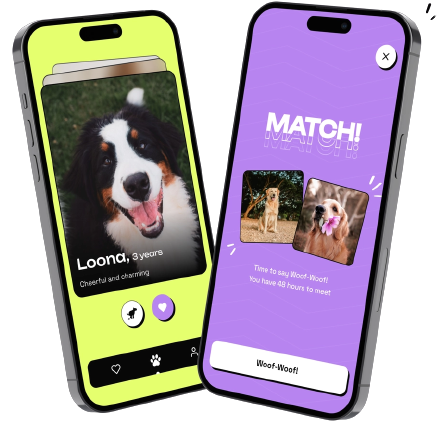 Loona, 3 years
Cheerful and charming
MATCH!
Time to say Woof-Woof!
You have 48 hours to meet
Woof-Woof!